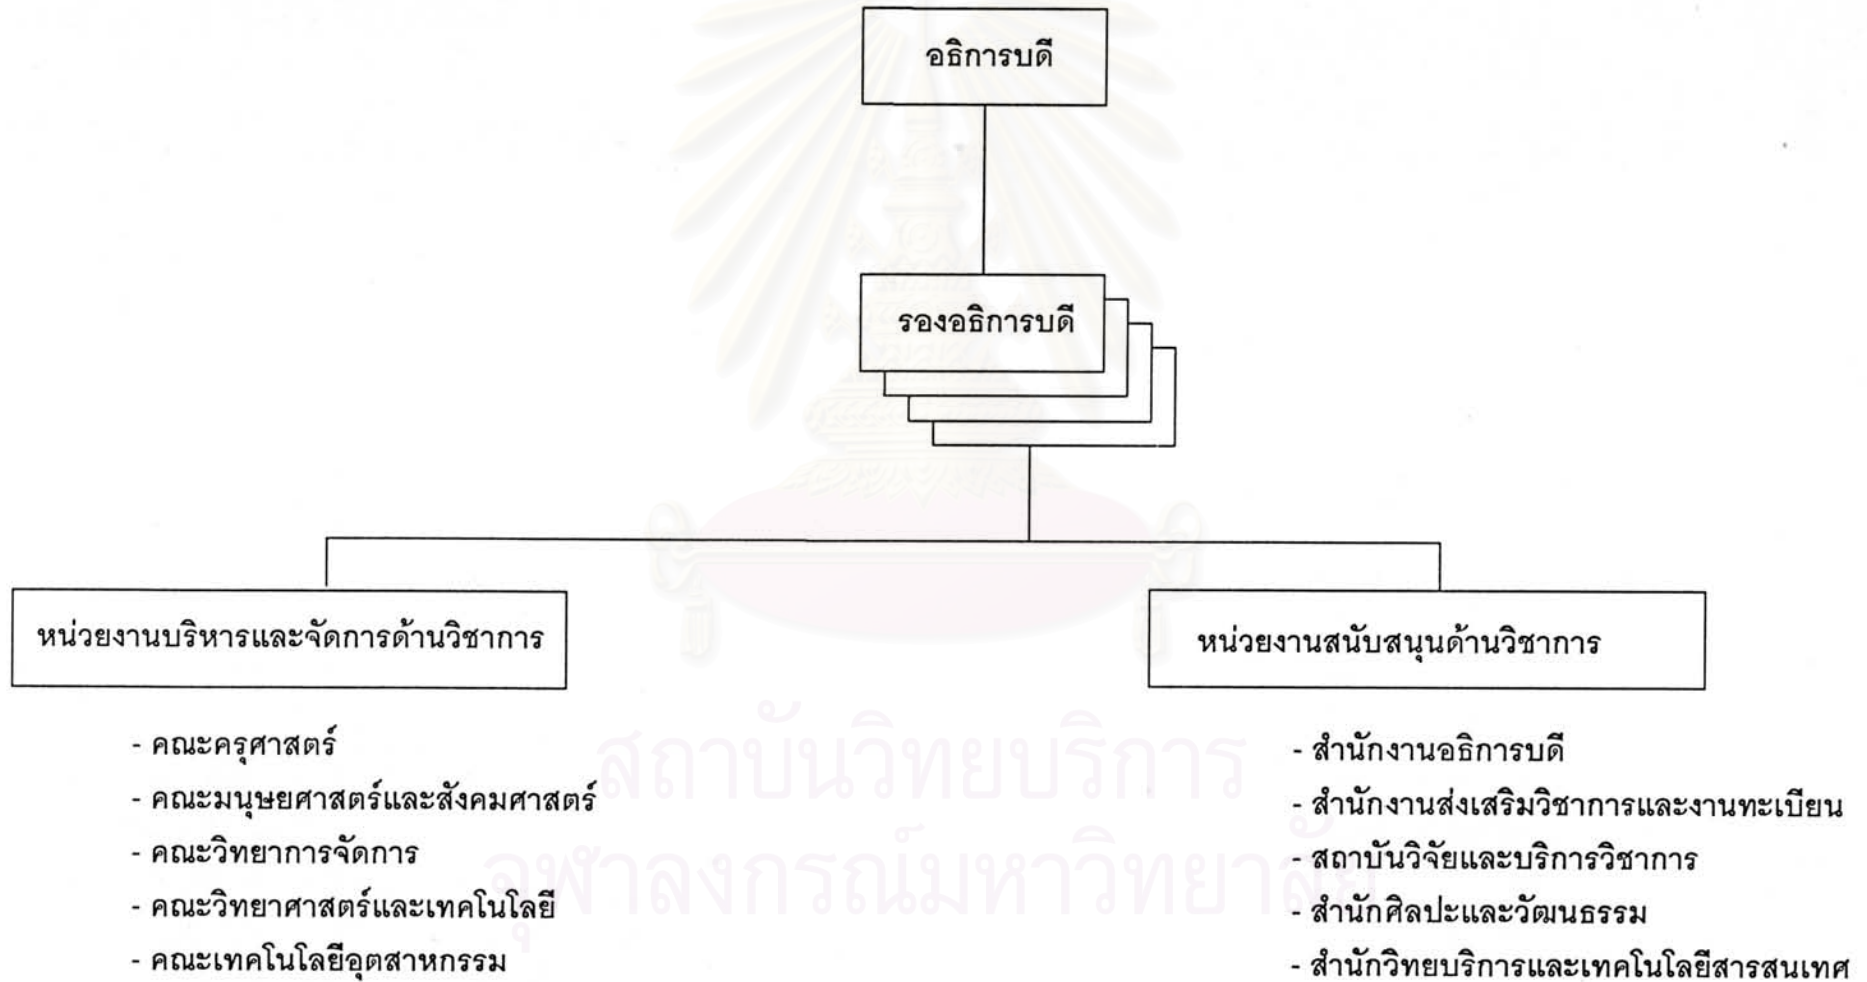 อธิการบดี
รองอธิการบดี
หน่วยงานบริหารและจัดการด้านวิชาการ
- คณะครุศาสตร์
- คณะมนุษยศาสตร์และสังคมศาสตร์
- คณะวิทยาการจัดการ
- คณะวิทยาศาสตร์และเทคโนโลยี
- คณะเทคโนโลยีอุตสาหกรรม
หน่วยงานสนับสนุนด้านวิชาการ
- สำนักงานอธิการบดี
- สำนักงานส่งเสริมวิชาการและงานทะเบียน
- สถาบันวิจัยและบริการวิชาการ
- สำนักศิลปะและวัฒนธรรม
- สำนักวิทยบริการและเทคโนโลยีสารสนเทศ
สถาบันวิทยบริการ
จุฬาลงกรณ์มหาวิทยาลัย